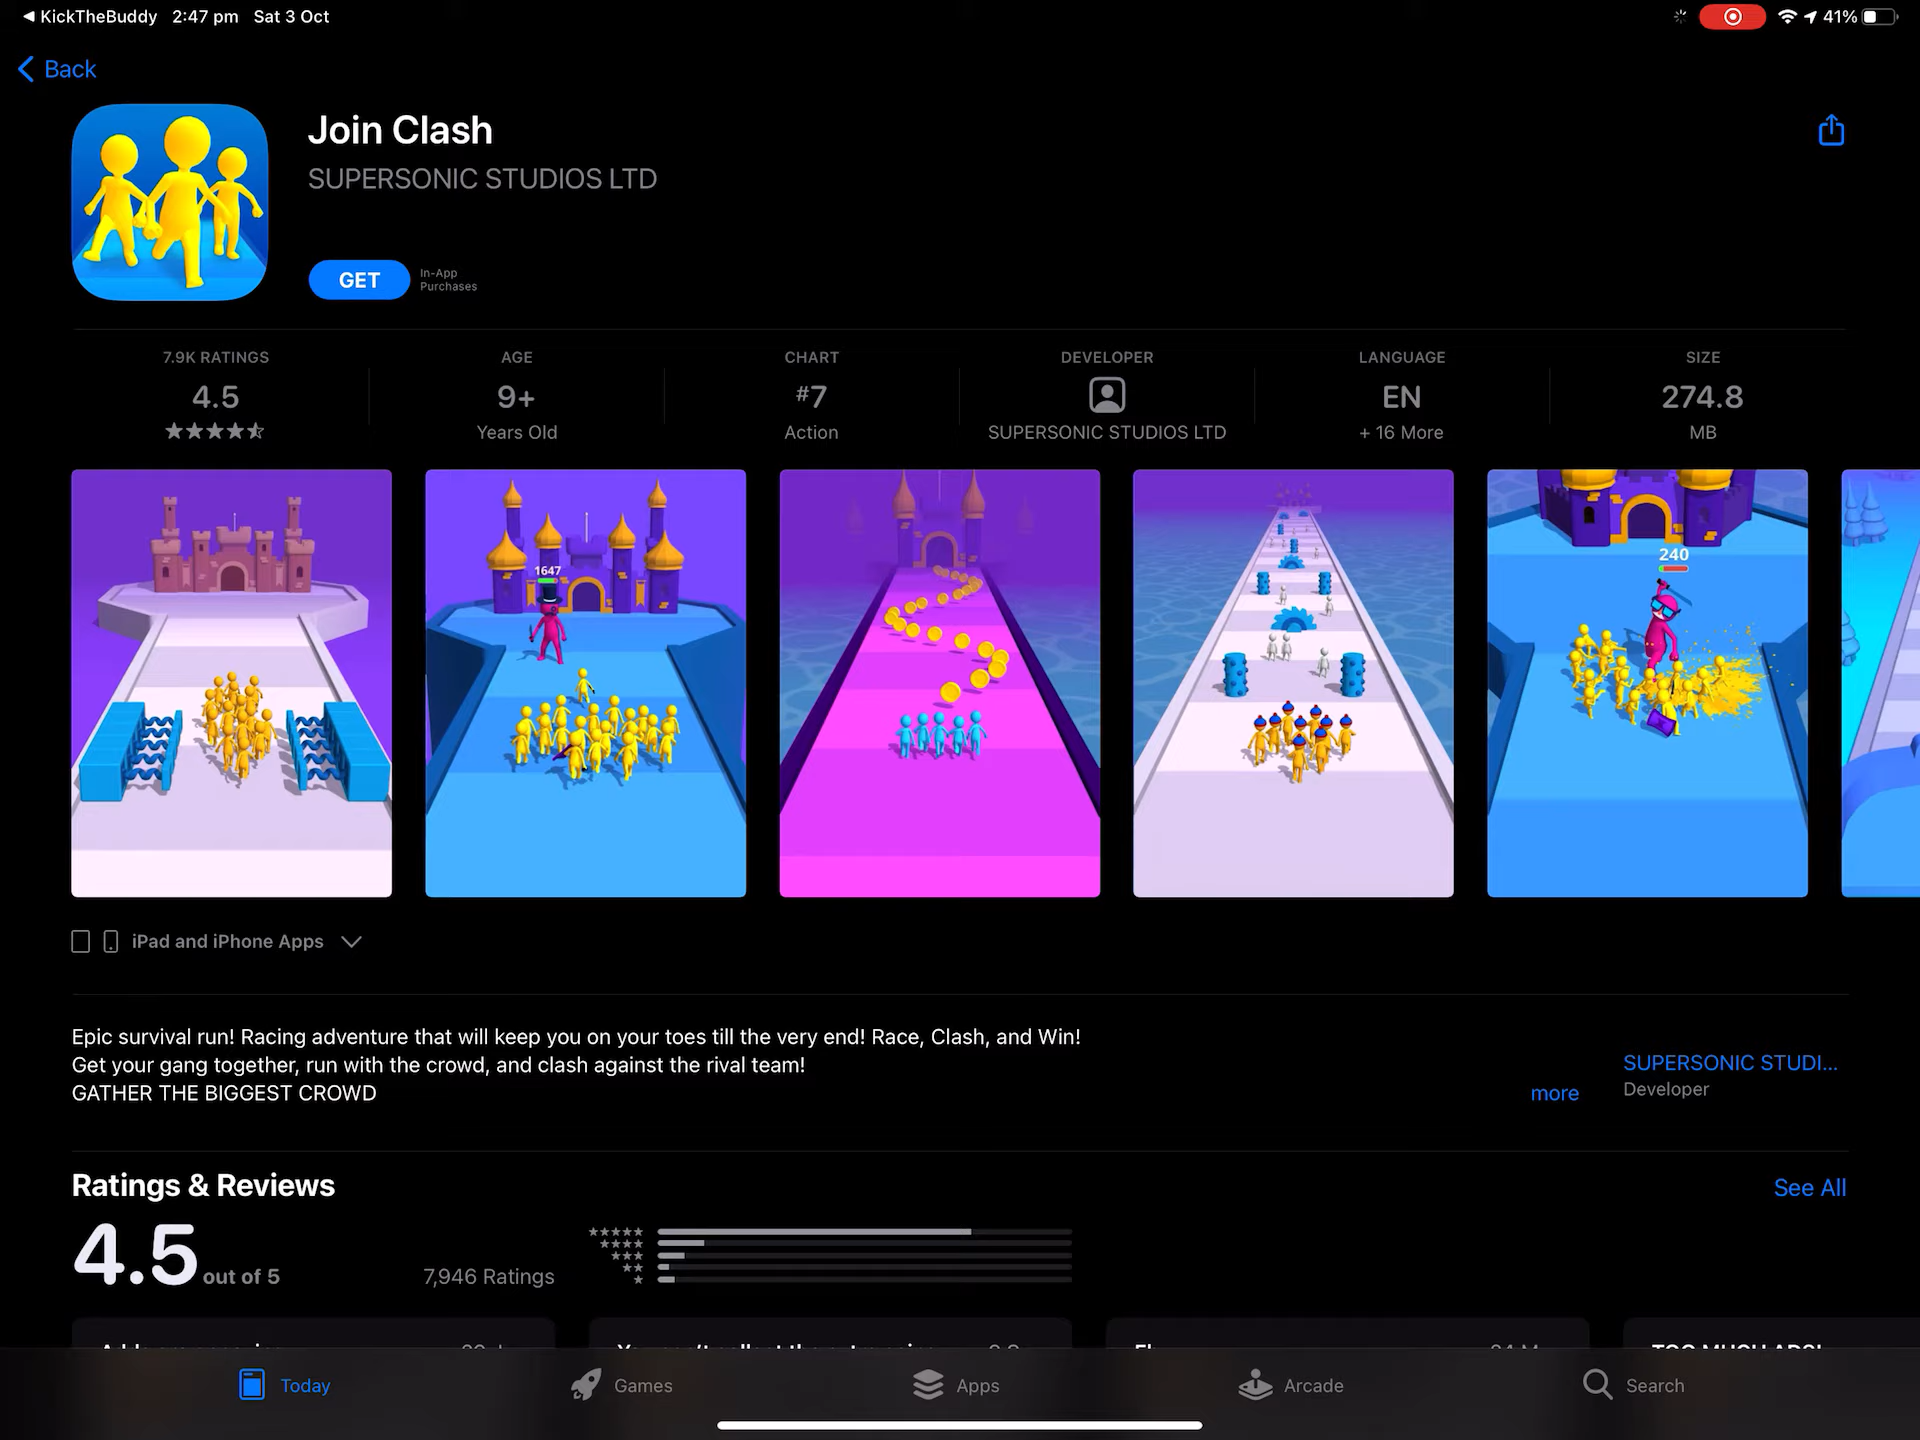 KickTheBuddy 2:47 pm Sat 3 Oct 41%
Back
Join Clash
SUPERSONIC STUDIOS LTD
GET
In-App
Purchases
7.9K RATINGS
4.5
AGE
9+
Years Old
CHART
#7
Action
DEVELOPER
SUPERSONIC STUDIOS LTD
LANGUAGE
EN
+ 16 More
SIZE
274.8
MB
1647
240
iPad and iPhone Apps
Epic survival run! Racing adventure that will keep you on your toes till the very end! Race, Clash, and Win!
Get your gang together, run with the crowd, and clash against the rival team!
GATHER THE BIGGEST CROWD
more
SUPERSONIC STUDI...
Developer
Ratings & Reviews
See All
4.5 out of 5
7,946 Ratings
TOO MUCH ADS!
Today
Games
Apps
Arcade
Search